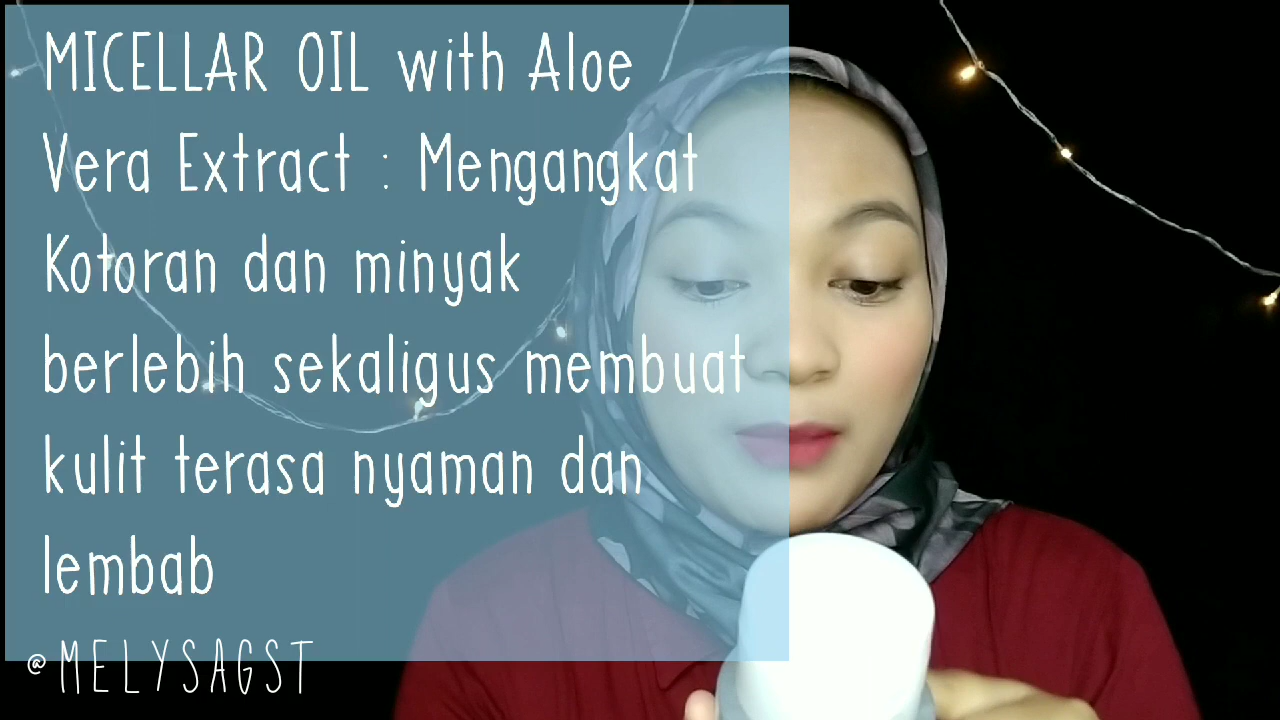 MICELLAR OIL with Aloe
Vera Extract : Mengangkat
Kotoran dan minyak
berlebih sekaligus membuat
kulit terasa nyaman dan
lembab
@MELYSAGST